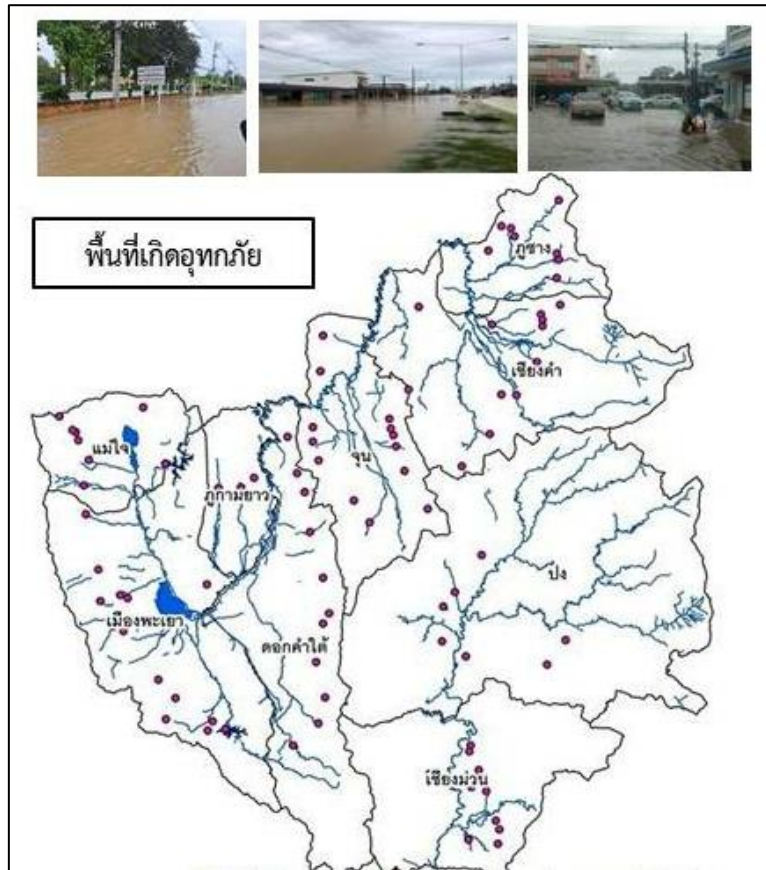 พื้นที่เกิดอุทกภัย
ภูซาง
เชียงคำ
แม่ใจ
จุน
ภูกามยาว
ปง
เมืองพะเยา
ดอกคำใต้
เชียงม่วน